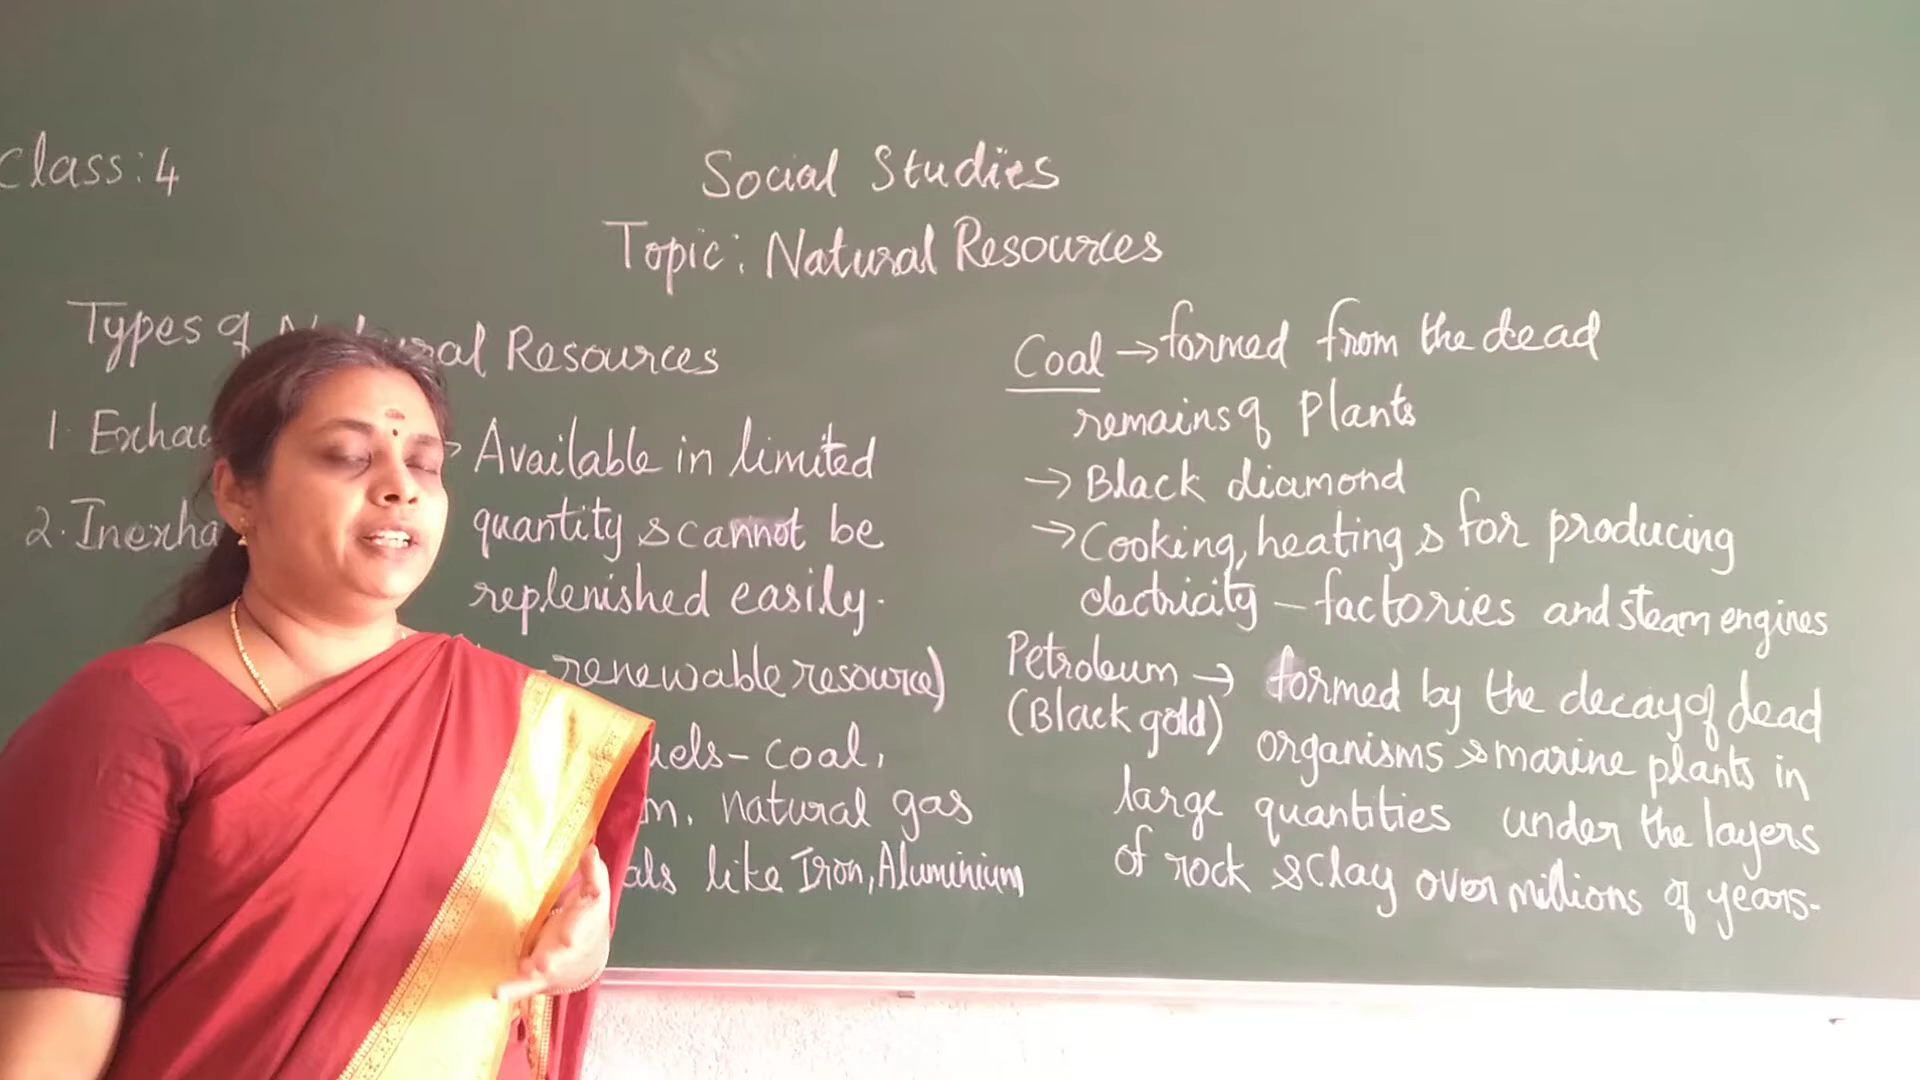 Class: 4
Social Studies
Topic: Natural Resources
Types of Natural Resources
1. Exhau
2. Inexha
→ Available in limited
quantity & cannot be
replenished easily.
renewable resource)
uels - coal,
m, natural gas
als like Iron, Aluminium
Coal → formed from the dead
remains of plants
→ Black diamond
→ Cooking, heating & for producing
electricity – factories and steam engines
Petroleum → formed by the decay of dead
(Black gold) organisms & marine plants in
large quantities under the layers
of rock & clay over millions of years.